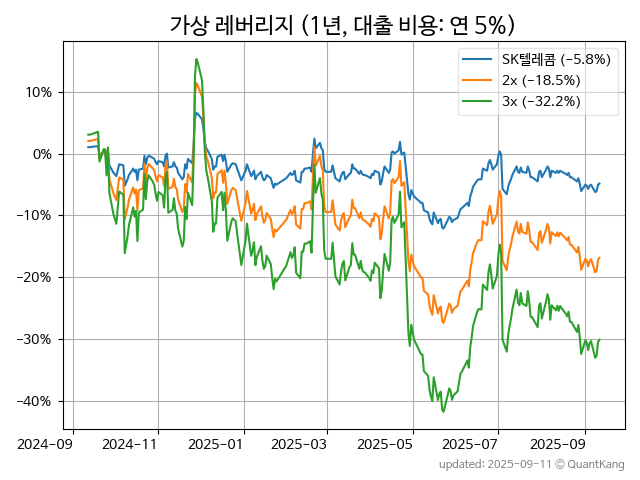 가상 레버리지 (1년, 대출 비용: 연 5%)
SK텔레콤 (−5.8%)
2x (−18.5%)
3x (−32.2%)
10%
0%
−10%
−20%
−30%
−40%
2024-09 2024-11 2025-01 2025-03 2025-05 2025-07 2025-09
updated: 2025-09-11 © QuantKang